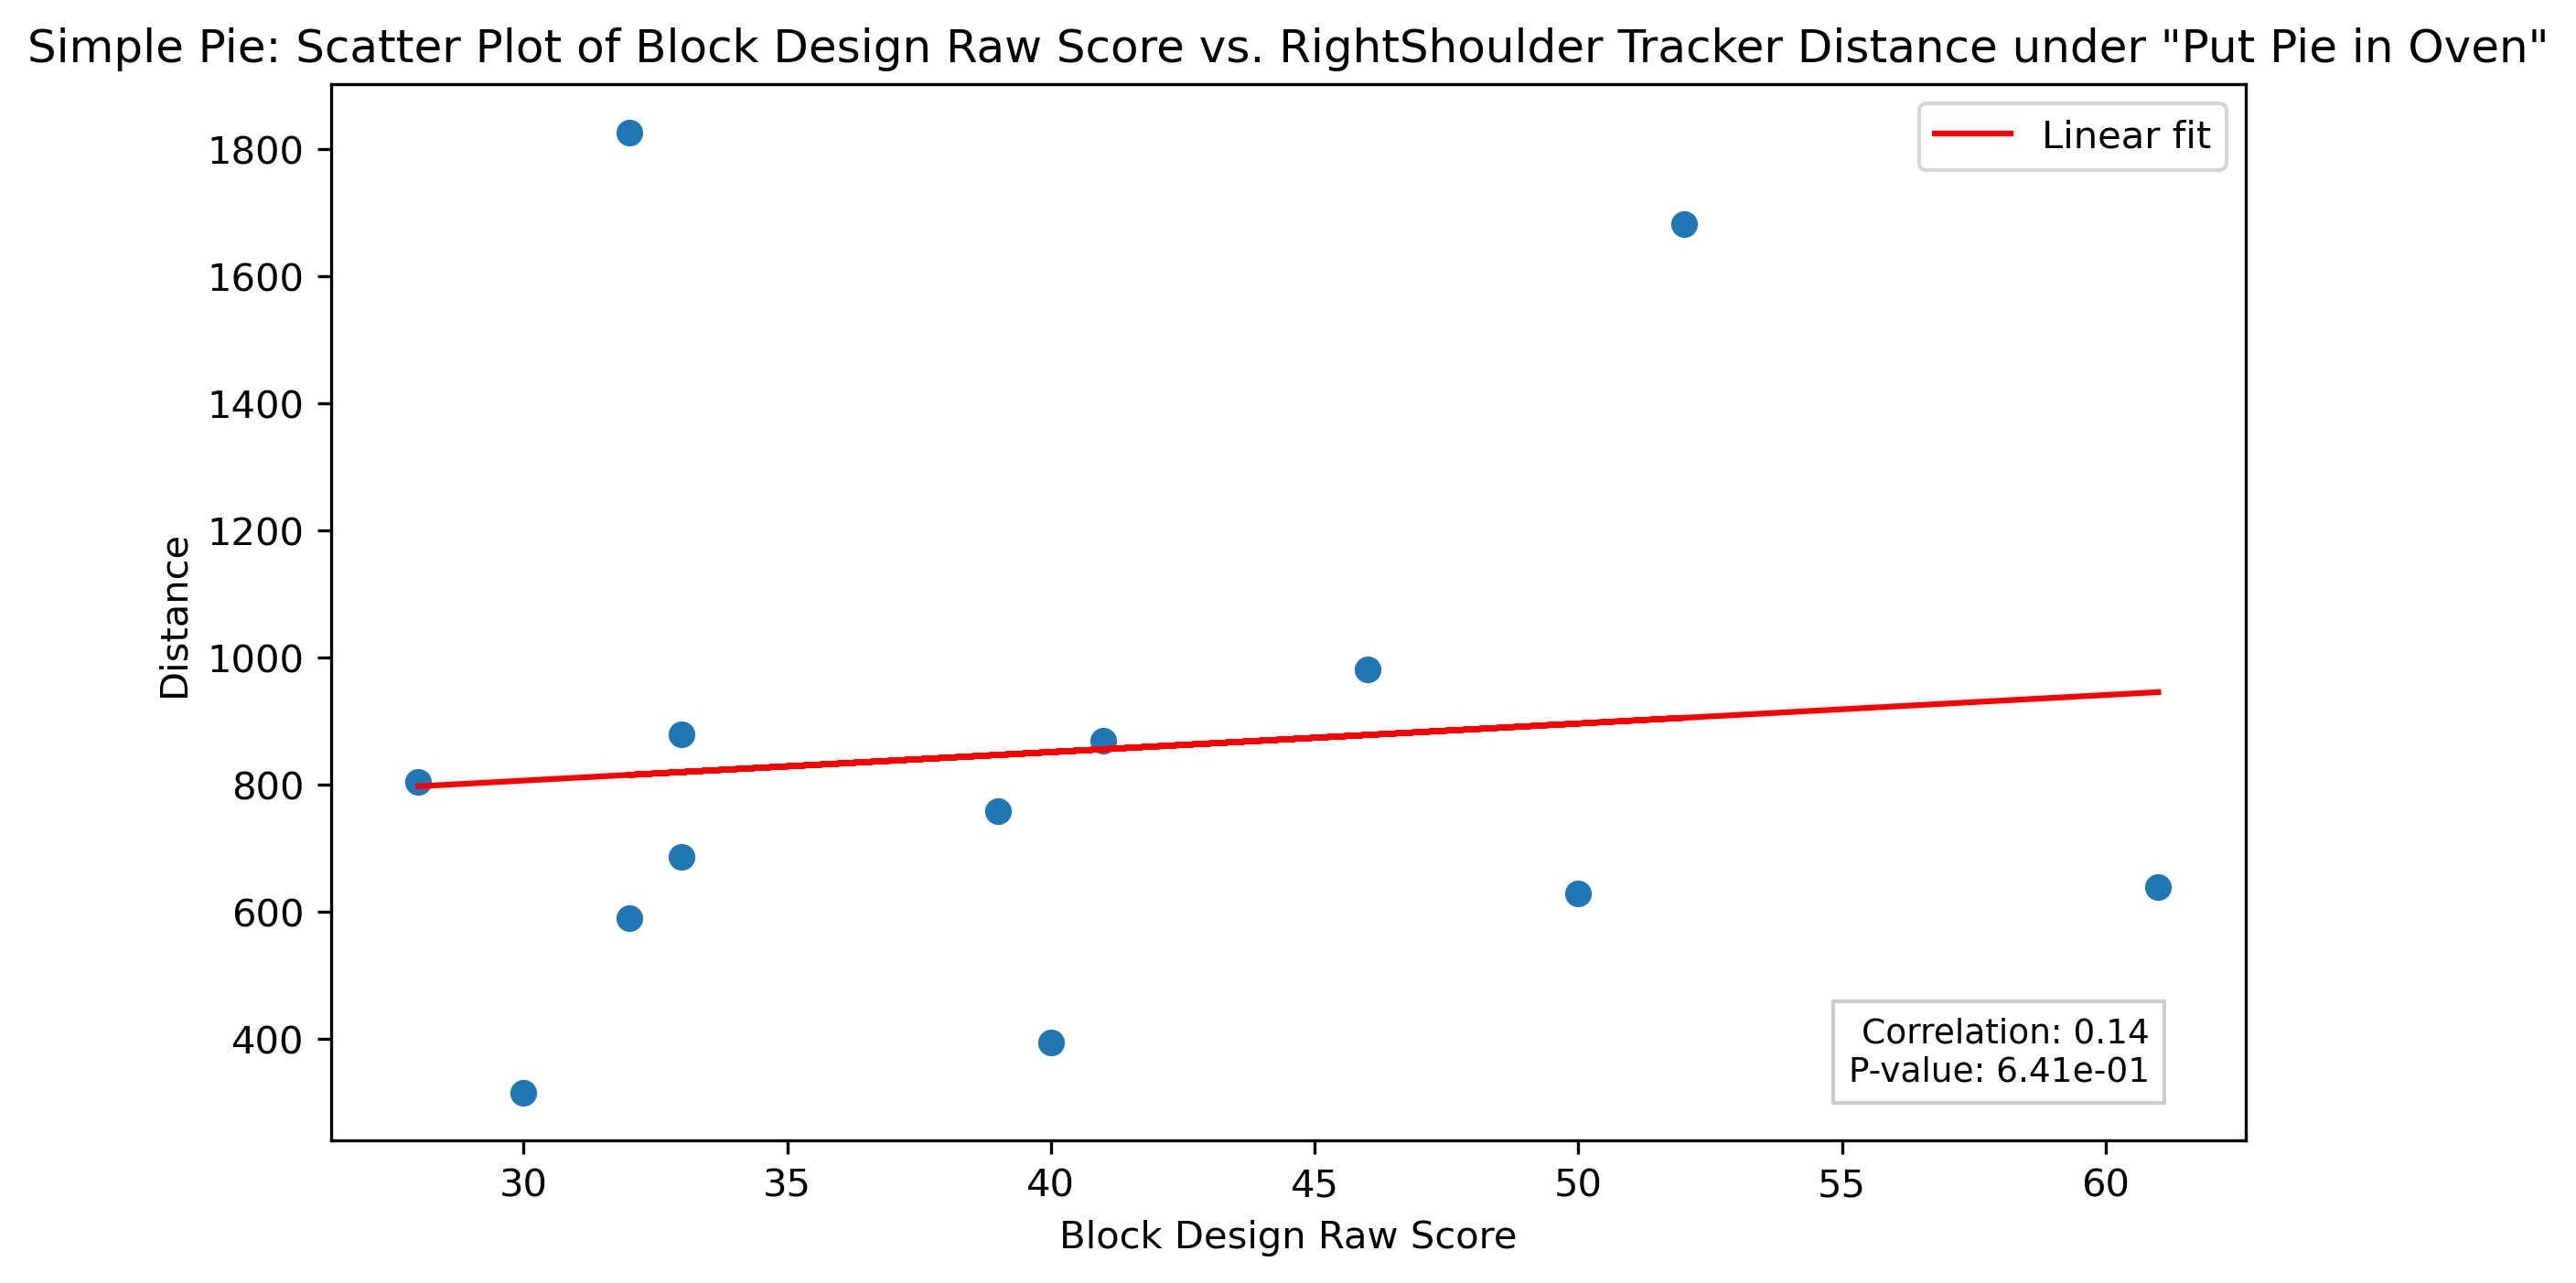 Simple Pie: Scatter Plot of Block Design Raw Score vs. RightShoulder Tracker Distance under "Put Pie in Oven"
Linear fit
1800
1600
1400
1200
1000
800
600
400
Distance
Correlation: 0.14
P-value: 6.41e-01
30 35 40 45 50 55 60
Block Design Raw Score